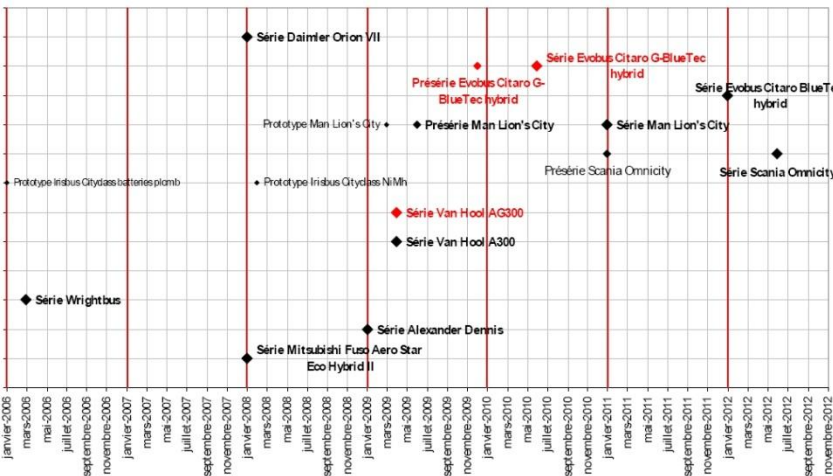 Série Daimler Orion VII
Série Evobus Citaro G-BlueTec
hybrid
Présérie Evobus Citaro G-
BlueTec hybrid
Série Evobus Citaro BlueTe
hybrid
Prototype Man Lion's City
Présérie Man Lion's City
Série Man Lion's City
Présérie Scania Omnicity
Série Scania Omnicity
Prototype Irisbus Cityclass batteries plomb
Prototype Irisbus Cityclass NiMh
Série Van Hool AG300
Série Van Hool A300
Série Wrightbus
Série Alexander Dennis
Série Mitsubishi Fuso Aero Star
Eco Hybrid II
janvier-2006
mars-2006
mai-2006
juillet-2006
septembre-2006
novembre-2006
janvier-2007
mars-2007
mai-2007
juillet-2007
septembre-2007
novembre-2007
janvier-2008
mars-2008
mai-2008
juillet-2008
septembre-2008
novembre-2008
janvier-2009
mars-2009
mai-2009
juillet-2009
septembre-2009
novembre-2009
janvier-2010
mars-2010
mai-2010
juillet-2010
septembre-2010
novembre-2010
janvier-2011
mars-2011
mai-2011
juillet-2011
septembre-2011
novembre-2011
janvier-2012
mars-2012
mai-2012
juillet-2012
septembre-2012
novembre-2012